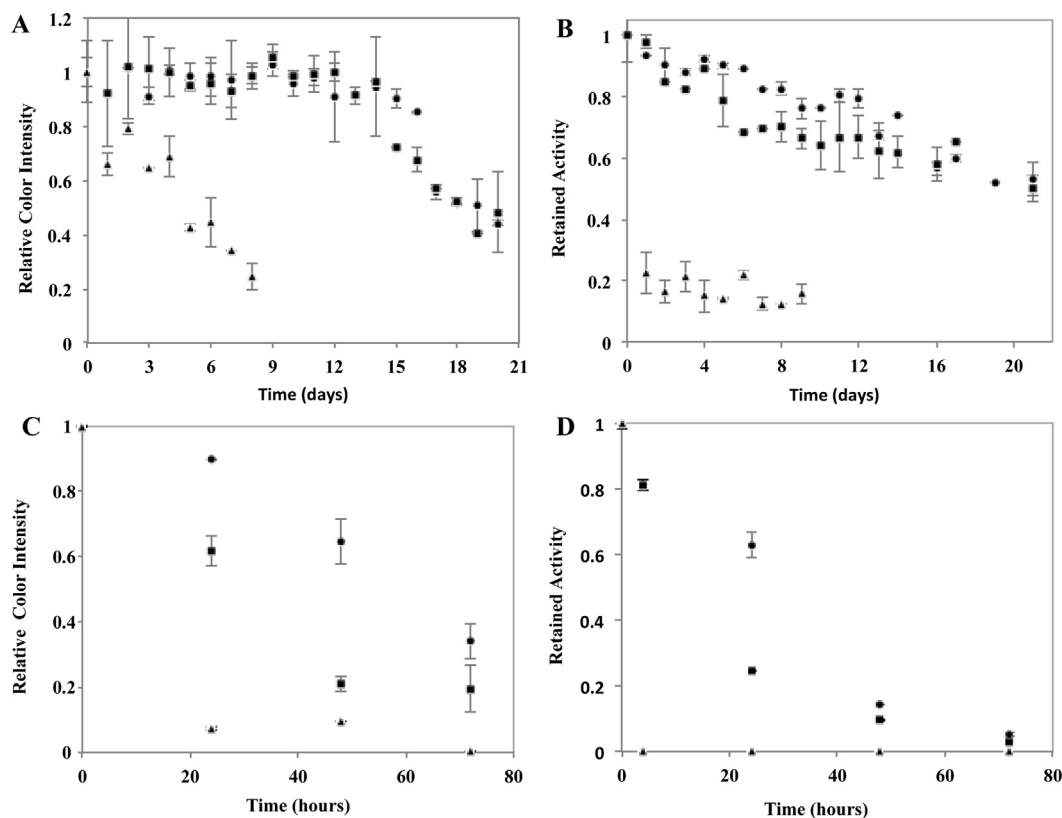 A
Relative Color Intensity
1.2
1
0.8
0.6
0.4
0.2
0
0 3 6 9 12 15 18 21
Time (days)
B
Retained Activity
1
0.8
0.6
0.4
0.2
0
0 4 8 12 16 20
Time (days)
C
Relative Color Intensity
1
0.8
0.6
0.4
0.2
0
0 20 40 60 80
Time (hours)
D
Retained Activity
1
0.8
0.6
0.4
0.2
0
0 20 40 60 80
Time (hours)